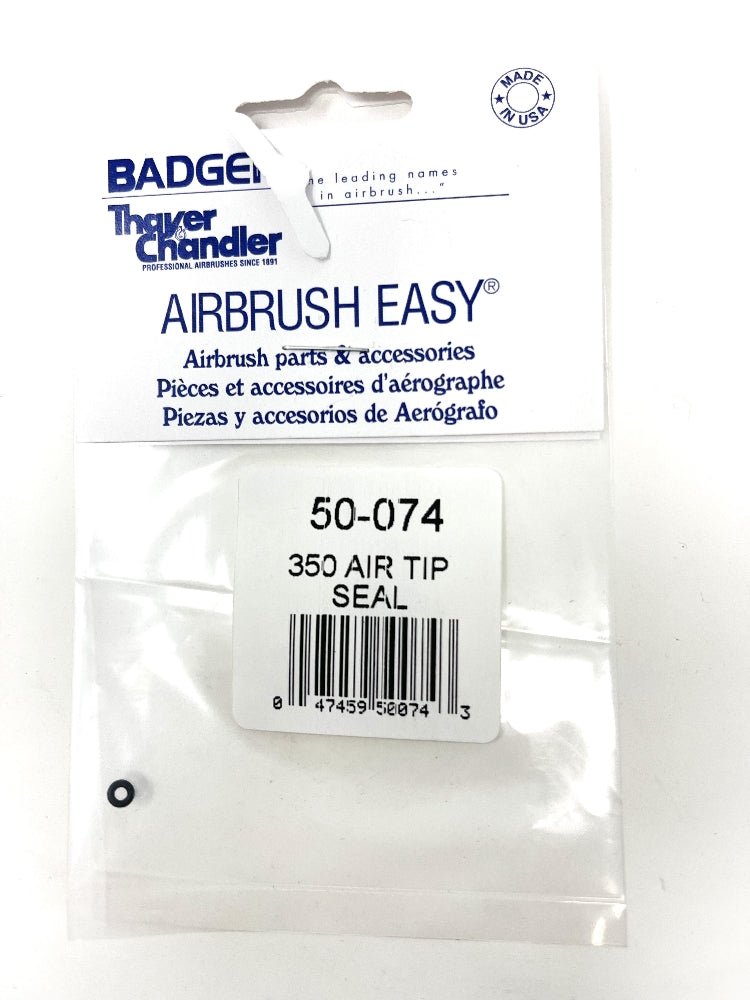 MADE
IN USA
BADGER
leading names
in airbrush..."
Thayer
& Chandler
PROFESSIONAL AIRBRUSHES SINCE 1891
AIRBRUSH EASY®
Airbrush parts & accessories
Pièces et accessoires d'aérographe
Piezas y accesorios de Aerógrafo
50-074
350 AIR TIP
SEAL
0 47459 50074 3